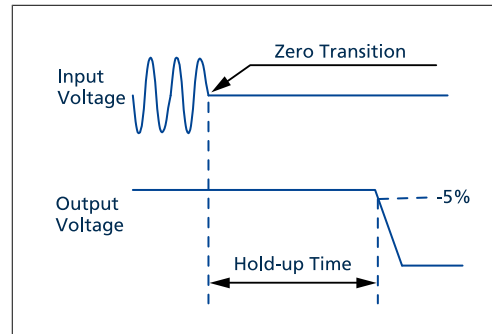 Zero Transition
Input
Voltage
Output
Voltage
-5%
Hold-up Time